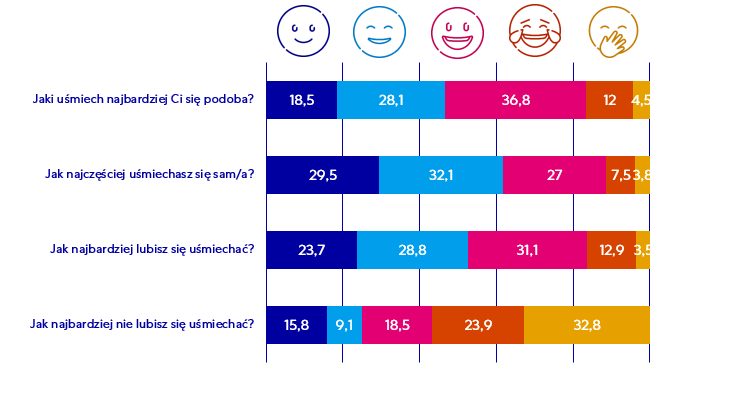 Jaki uśmiech najbardziej Ci się podoba? 18,5 28,1 36,8 12 4,5
Jak najczęściej uśmiechasz się sam/a? 29,5 32,1 27 7,5 3,8
Jak najbardziej lubisz się uśmiechać? 23,7 28,8 31,1 12,9 3,5
Jak najbardziej nie lubisz się uśmiechać? 15,8 9,1 18,5 23,9 32,8